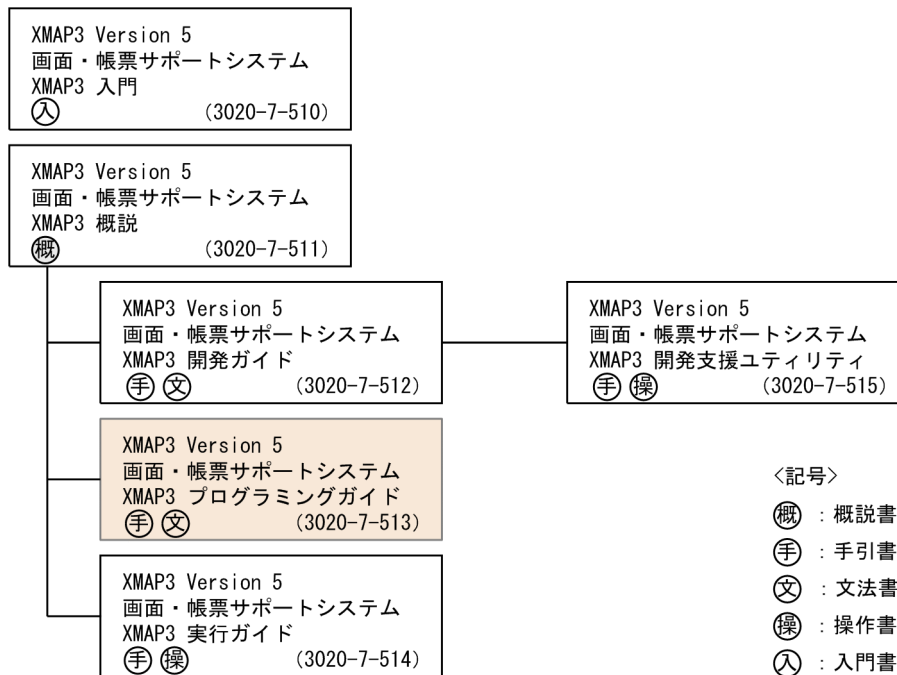 XMAP3 Version 5
画面・帳票サポートシステム
XMAP3 入門
入 (3020-7-510)
XMAP3 Version 5
画面・帳票サポートシステム
XMAP3 概説
概 (3020-7-511)
XMAP3 Version 5
画面・帳票サポートシステム
XMAP3 開発ガイド
手 文 (3020-7-512)
XMAP3 Version 5
画面・帳票サポートシステム
XMAP3 開発支援ユティリティ
手 操 (3020-7-515)
XMAP3 Version 5
画面・帳票サポートシステム
XMAP3 プログラミングガイド
手 文 (3020-7-513)
XMAP3 Version 5
画面・帳票サポートシステム
XMAP3 実行ガイド
手 操 (3020-7-514)
〈記号〉
概 : 概説書
手 : 手引書
文 : 文法書
操 : 操作書
入 : 入門書